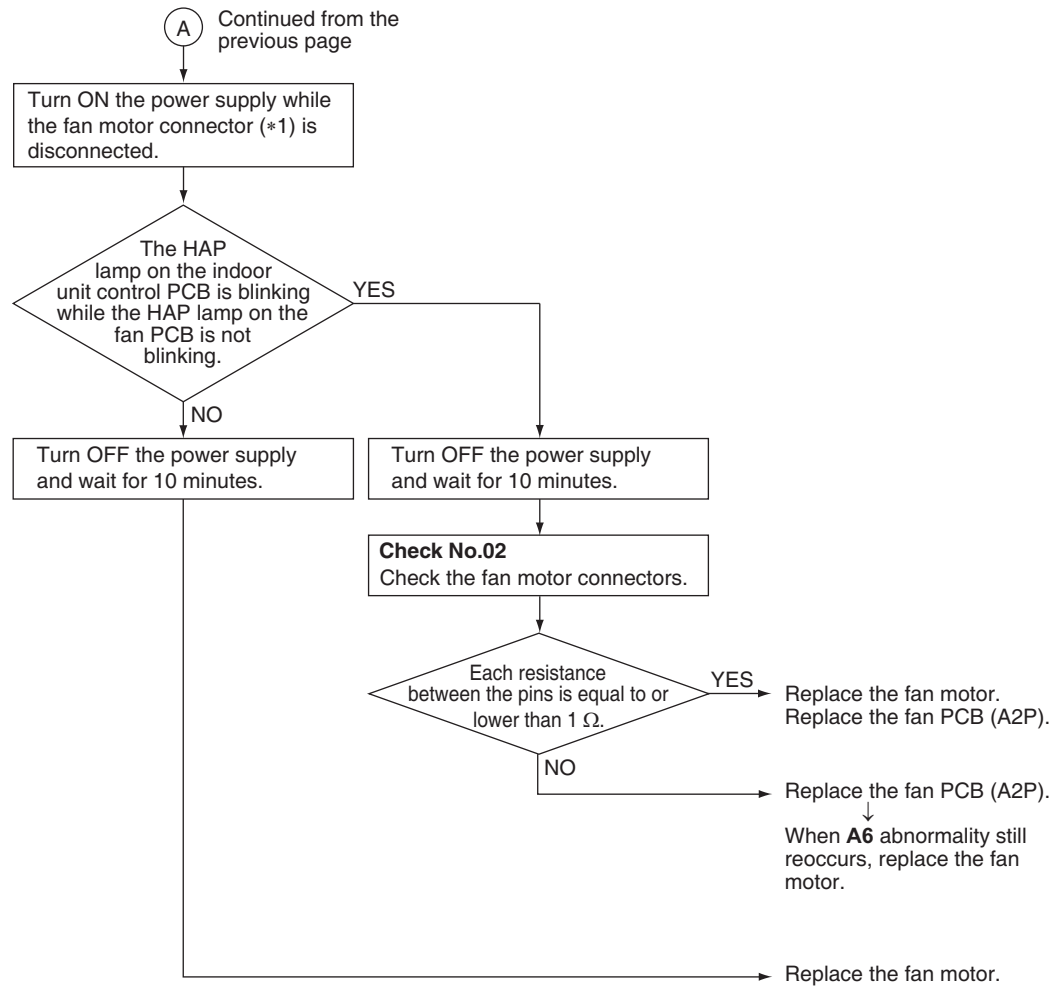 A
Continued from the
previous page
Turn ON the power supply while
the fan motor connector (*1) is
disconnected.
The HAP
lamp on the indoor
unit control PCB is blinking
while the HAP lamp on the
fan PCB is not
blinking.
YES
NO
Turn OFF the power supply
and wait for 10 minutes.
Turn OFF the power supply
and wait for 10 minutes.
Check No.02
Check the fan motor connectors.
Each resistance
between the pins is equal to or
lower than 1 Ω.
YES
Replace the fan motor.
Replace the fan PCB (A2P).
NO
Replace the fan PCB (A2P).
↓
When A6 abnormality still
reoccurs, replace the fan
motor.
Replace the fan motor.